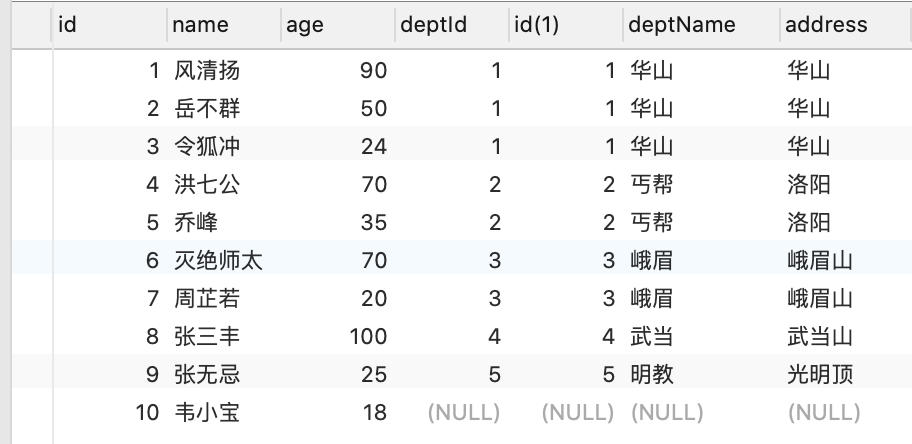 id name age deptId id(1) deptName address
1 风清扬 90 1 1 华山 华山
2 岳不群 50 1 1 华山 华山
3 令狐冲 24 1 1 华山 华山
4 洪七公 70 2 2 丐帮 洛阳
5 乔峰 35 2 2 丐帮 洛阳
6 灭绝师太 70 3 3 峨眉 峨眉山
7 周芷若 20 3 3 峨眉 峨眉山
8 张三丰 100 4 4 武当 武当山
9 张无忌 25 5 5 明教 光明顶
10 韦小宝 18 (NULL) (NULL) (NULL) (NULL)